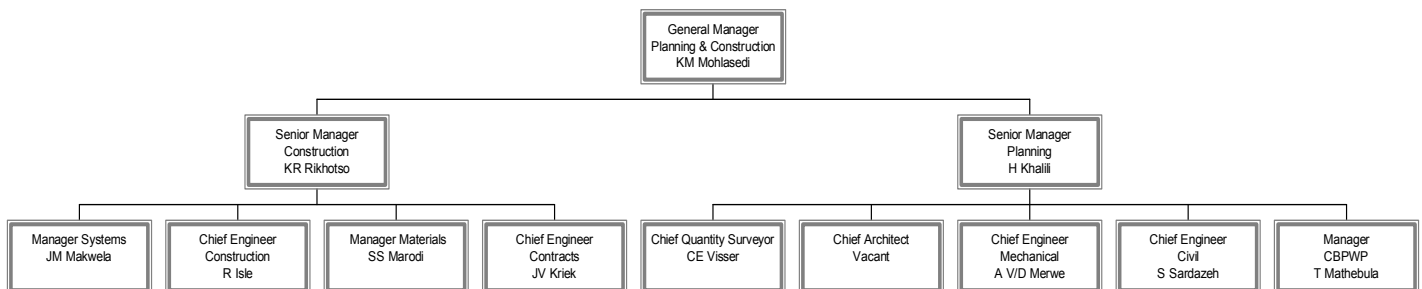 General Manager
Planning & Construction
KM Mohlasedi
Senior Manager
Construction
KR Rikhotso
Senior Manager
Planning
H Khalili
Manager Systems
JM Makwela
Chief Engineer
Construction
R Isle
Manager Materials
SS Marodi
Chief Engineer
Contracts
JV Kriek
Chief Quantity Surveyor
CE Visser
Chief Architect
Vacant
Chief Engineer
Mechanical
A V/D Merwe
Chief Engineer
Civil
S Sardazeh
Manager
CBPWP
T Mathebula